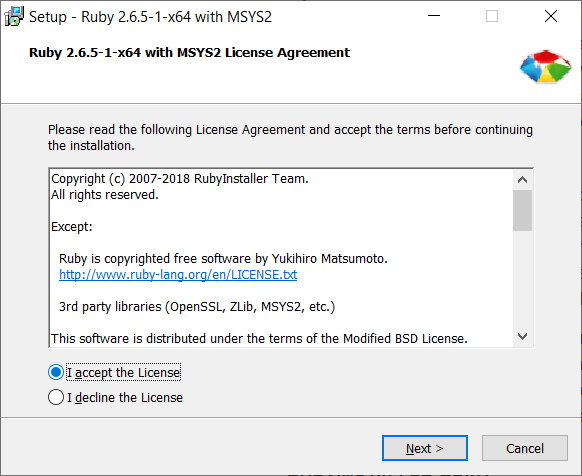 Setup - Ruby 2.6.5-1-x64 with MSYS2
Ruby 2.6.5-1-x64 with MSYS2 License Agreement
Please read the following License Agreement and accept the terms before continuing
the installation.
Copyright (c) 2007-2018 RubyInstaller Team.
All rights reserved.
Except:
Ruby is copyrighted free software by Yukihiro Matsumoto.
http://www.ruby-lang.org/en/LICENSE.txt
3rd party libraries (OpenSSL, ZLib, MSYS2, etc.)
This software is distributed under the terms of the Modified BSD License.
I accept the License
I decline the License
Next >
Cancel